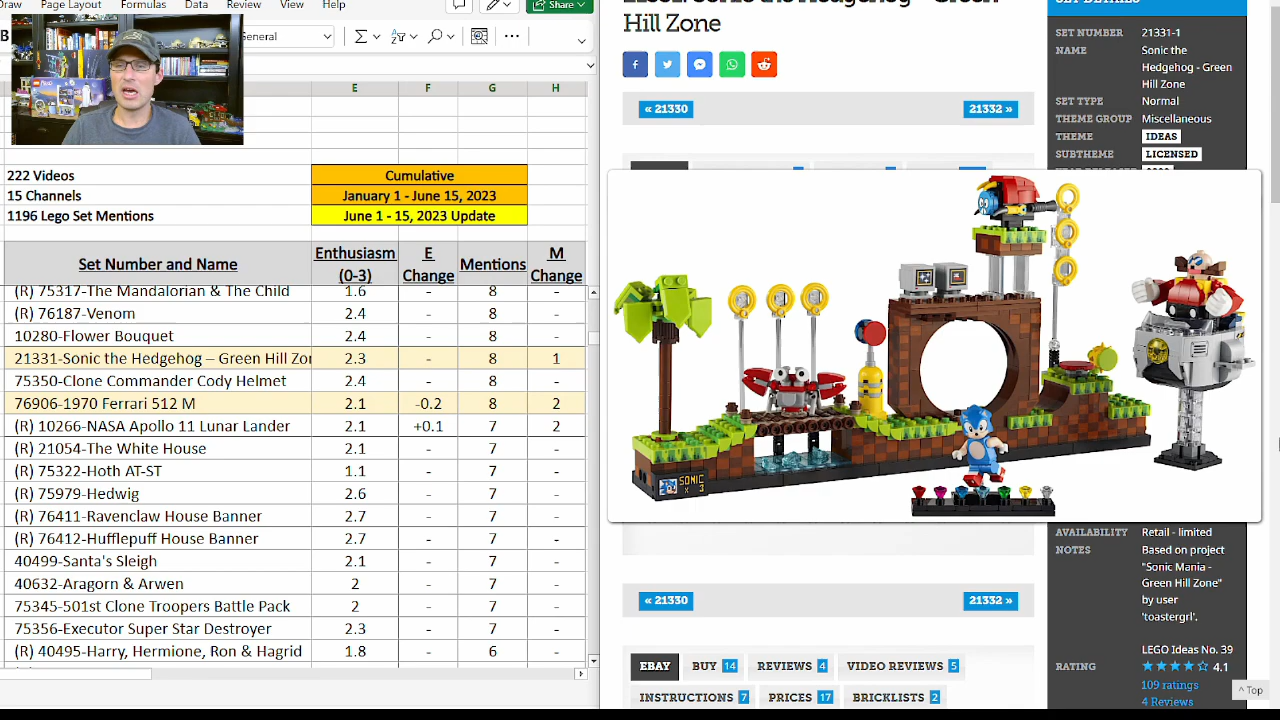 Page Layout Formulas Data Review View Help Share
B
General
E F G H
222 Videos Cumulative
15 Channels January 1 - June 15, 2023
1196 Lego Set Mentions June 1 - 15, 2023 Update
Set Number and Name Enthusiasm (0-3) E Change Mentions M Change
(R) 75317-The Mandalorian & The Child 1.6 - 8 -
(R) 76187-Venom 2.4 - 8 -
10280-Flower Bouquet 2.4 - 8 -
21331-Sonic the Hedgehog – Green Hill Zo 2.3 - 8 1
75350-Clone Commander Cody Helmet 2.4 - 8 -
76906-1970 Ferrari 512 M 2.1 -0.2 8 2
(R) 10266-NASA Apollo 11 Lunar Lander 2.1 +0.1 7 2
(R) 21054-The White House 2.1 - 7 -
(R) 75322-Hoth AT-ST 1.1 - 7 -
(R) 75979-Hedwig 2.6 - 7 -
(R) 76411-Ravenclaw House Banner 2.7 - 7 -
(R) 76412-Hufflepuff House Banner 2.7 - 7 -
40499-Santa's Sleigh 2.1 - 7 -
40632-Aragorn & Arwen 2 - 7 -
75345-501st Clone Troopers Battle Pack 2 - 7 -
75356-Executor Super Star Destroyer 2.3 - 7 -
(R) 40495-Harry, Hermione, Ron & Hagrid 1.8 - 6 -
Sonic the Hedgehog - Green
Hill Zone
« 21330 21332 »
SONIC
x 3
« 21330 21332 »
EBAY BUY 14 REVIEWS 4 VIDEO REVIEWS 5
INSTRUCTIONS 7 PRICES 17 BRICKLISTS 2
SET DETAILS
SET NUMBER 21331-1
NAME Sonic the
Hedgehog - Green
Hill Zone
SET TYPE Normal
THEME GROUP Miscellaneous
THEME IDEAS
SUBTHEME LICENSED
YEAR RELEASED
AVAILABILITY Retail - limited
NOTES Based on project
"Sonic Mania -
Green Hill Zone"
by user
'toastergrl'.
LEGO Ideas No. 39
RATING 4.1
109 ratings
4 Reviews
^ Top